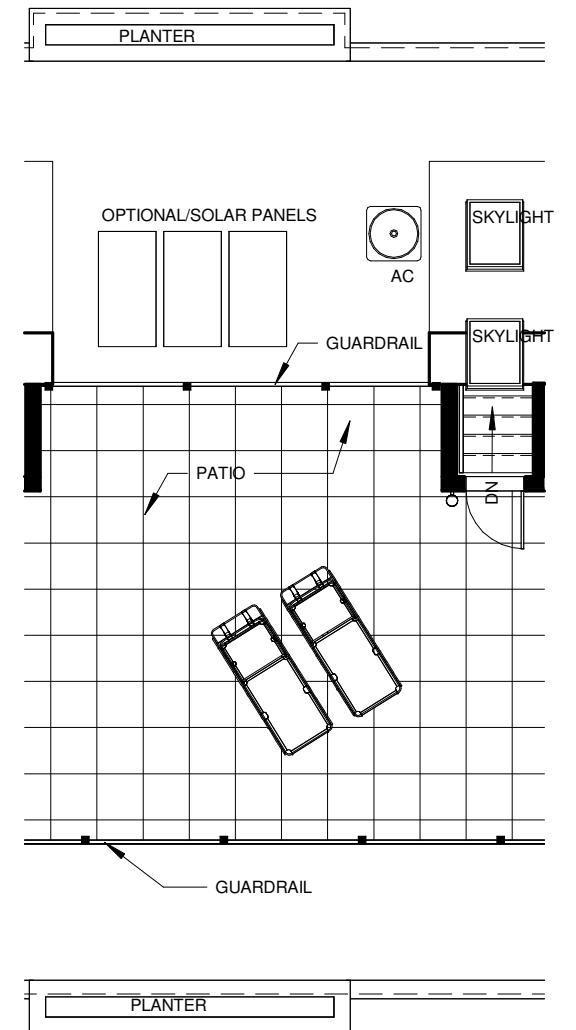 PLANTER
OPTIONAL/SOLAR PANELS
SKYLIGHT
AC
GUARDRAIL
SKYLIGHT
PATIO
DN
GUARDRAIL
PLANTER